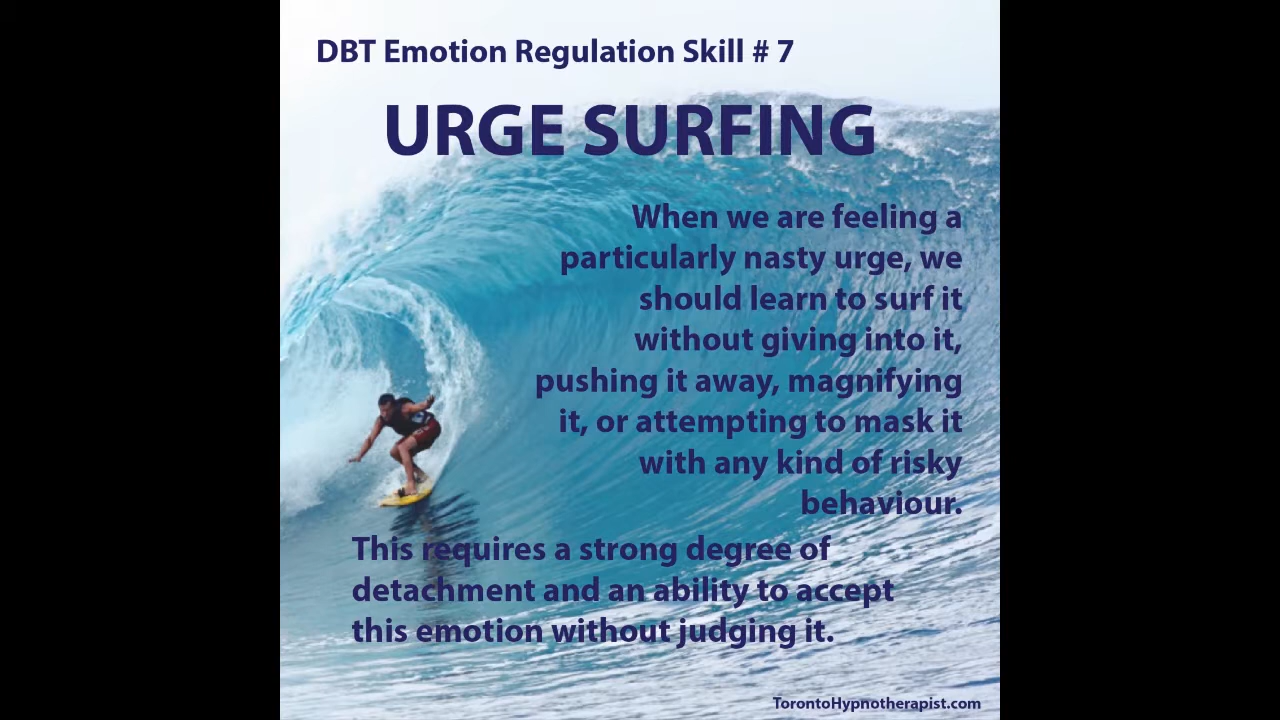 DBT Emotion Regulation Skill # 7
URGE SURFING
When we are feeling a
particularly nasty urge, we
should learn to surf it
without giving into it,
pushing it away, magnifying
it, or attempting to mask it
with any kind of risky
behaviour.
This requires a strong degree of
detachment and an ability to accept
this emotion without judging it.
TorontoHypnotherapist.com